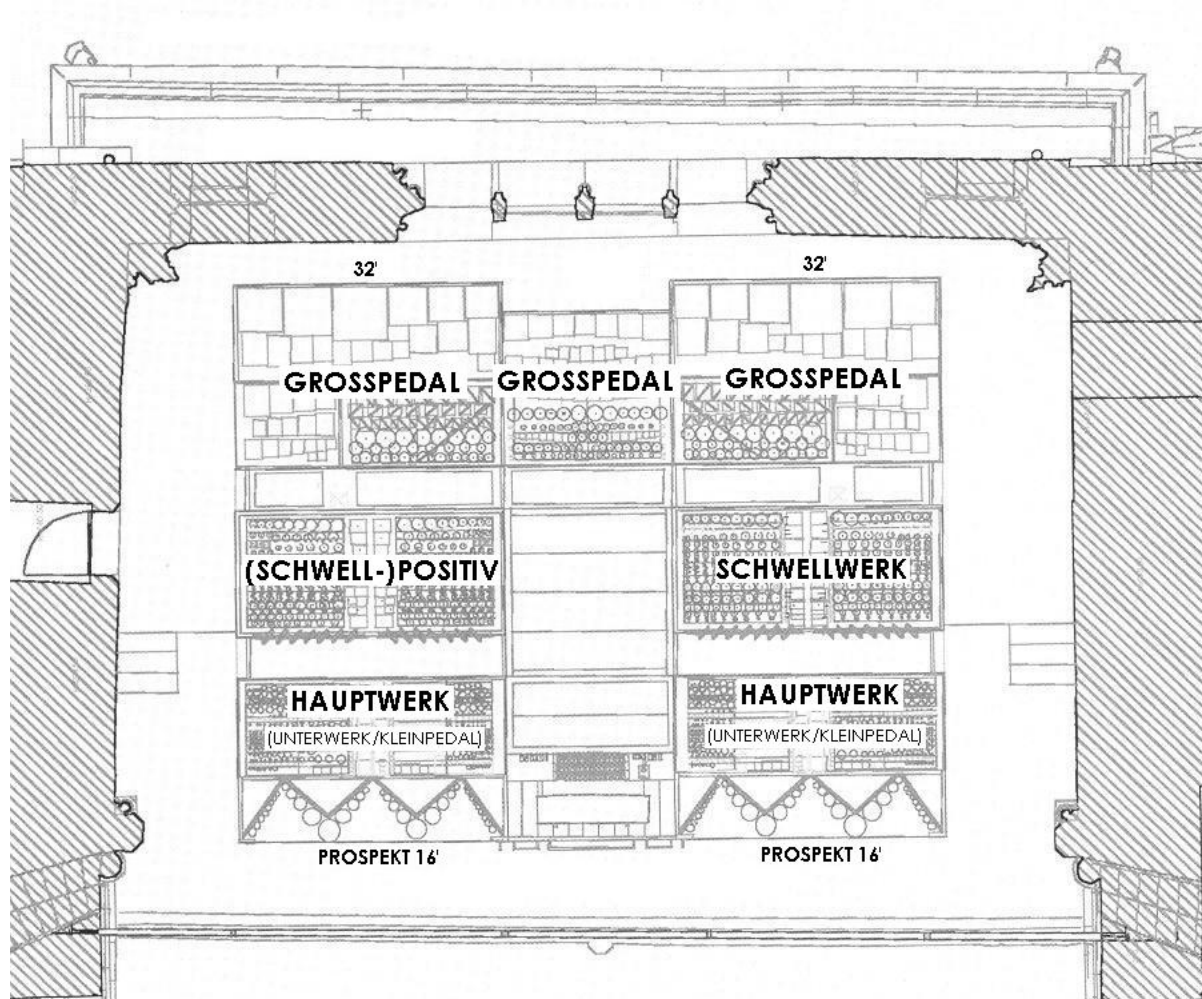 32'
32'
GROSSPEDAL
GROSSPEDAL
GROSSPEDAL
(SCHWELL-)POSITIV
SCHWELLWERK
HAUPTWERK
(UNTERWERK/KLEINPEDAL)
HAUPTWERK
(UNTERWERK/KLEINPEDAL)
PROSPEKT 16'
PROSPEKT 16'